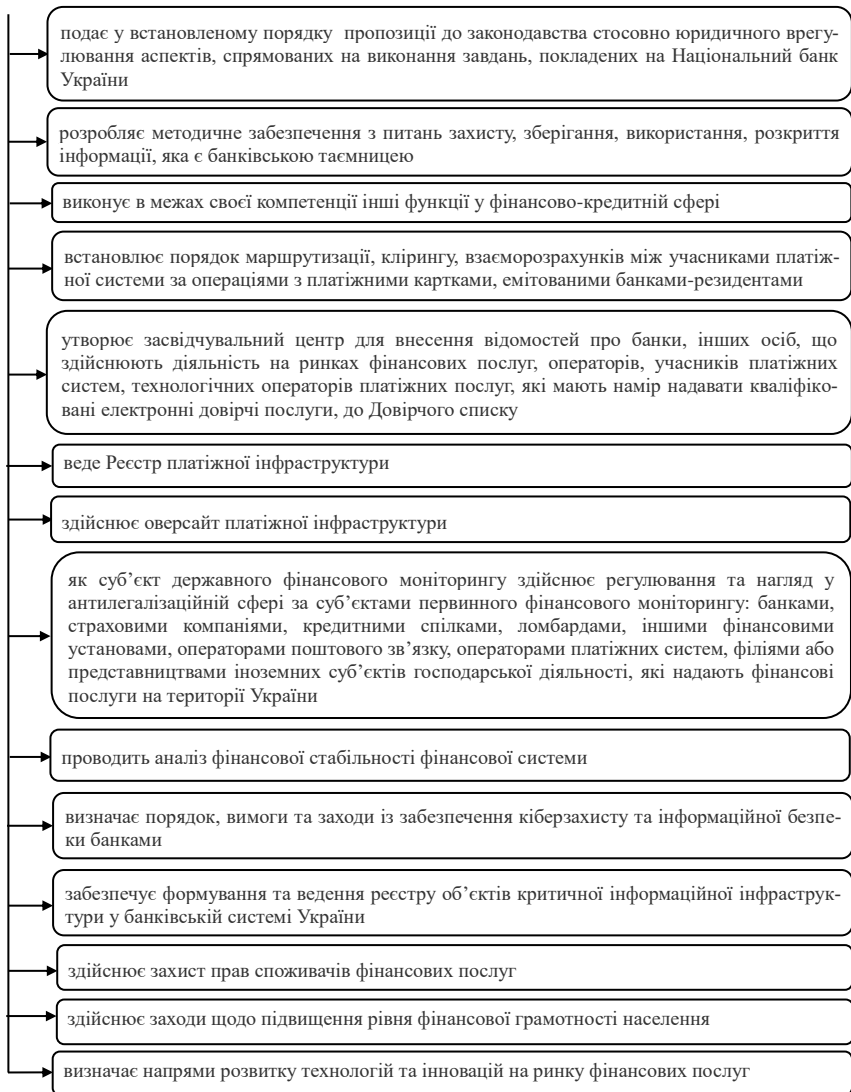 подає у встановленому порядку пропозиції до законодавства стосовно юридичного врегу-
лювання аспектів, спрямованих на виконання завдань, покладених на Національний банк
України
розробляє методичне забезпечення з питань захисту, зберігання, використання, розкриття
інформації, яка є банківською таємницею
виконує в межах своєї компетенції інші функції у фінансово-кредитній сфері
встановлює порядок маршрутизації, клірингу, взаєморозрахунків між учасниками платіж-
ної системи за операціями з платіжними картками, емітованими банками-резидентами
утворює засвідчувальний центр для внесення відомостей про банки, інших осіб, що
здійснюють діяльність на ринках фінансових послуг, операторів, учасників платіжних
систем, технологічних операторів платіжних послуг, які мають намір надавати кваліфіко-
вані електронні довірчі послуги, до Довірчого списку
веде Реєстр платіжної інфраструктури
здійснює оверсайт платіжної інфраструктури
як суб’єкт державного фінансового моніторингу здійснює регулювання та нагляд у
антилегалізаційній сфері за суб’єктами первинного фінансового моніторингу: банками,
страховими компаніями, кредитними спілками, ломбардами, іншими фінансовими
установами, операторами поштового зв’язку, операторами платіжних систем, філіями або
представництвами іноземних суб’єктів господарської діяльності, які надають фінансові
послуги на території України
проводить аналіз фінансової стабільності фінансової системи
визначає порядок, вимоги та заходи із забезпечення кіберзахисту та інформаційної безпе-
ки банками
забезпечує формування та ведення реєстру об’єктів критичної інформаційної інфраструк-
тури у банківській системі України
здійснює захист прав споживачів фінансових послуг
здійснює заходи щодо підвищення рівня фінансової грамотності населення
визначає напрями розвитку технологій та інновацій на ринку фінансових послуг